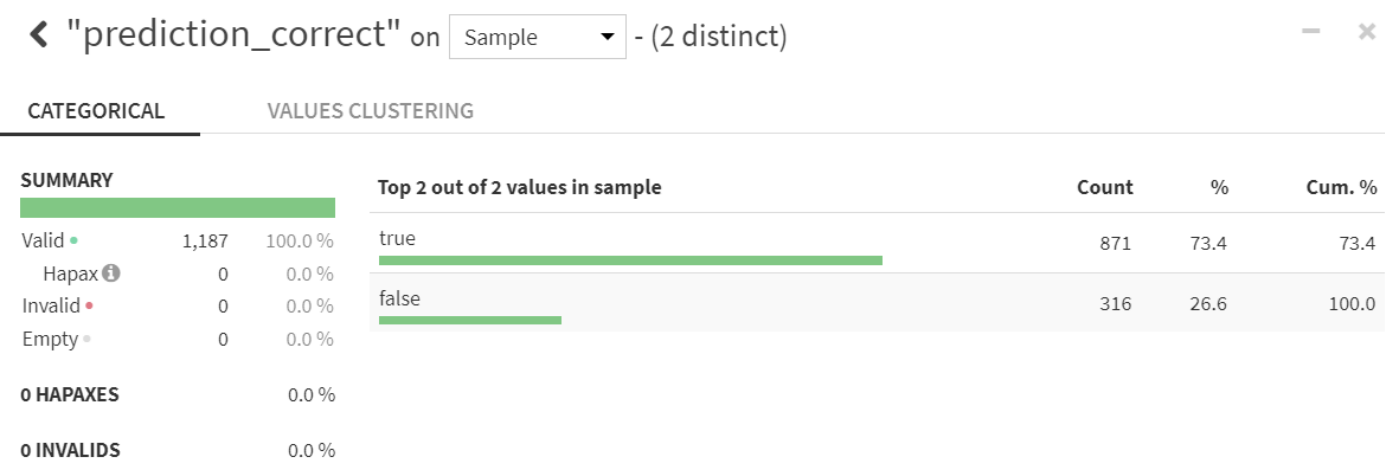 "prediction_correct" on Sample - (2 distinct)
CATEGORICAL VALUES CLUSTERING
SUMMARY
Valid 1,187 100.0 %
Hapax 0 0.0 %
Invalid 0 0.0 %
Empty 0 0.0 %
0 HAPAXES 0.0 %
0 INVALIDS 0.0 %
Top 2 out of 2 values in sample Count % Cum. %
true 871 73.4 73.4
false 316 26.6 100.0